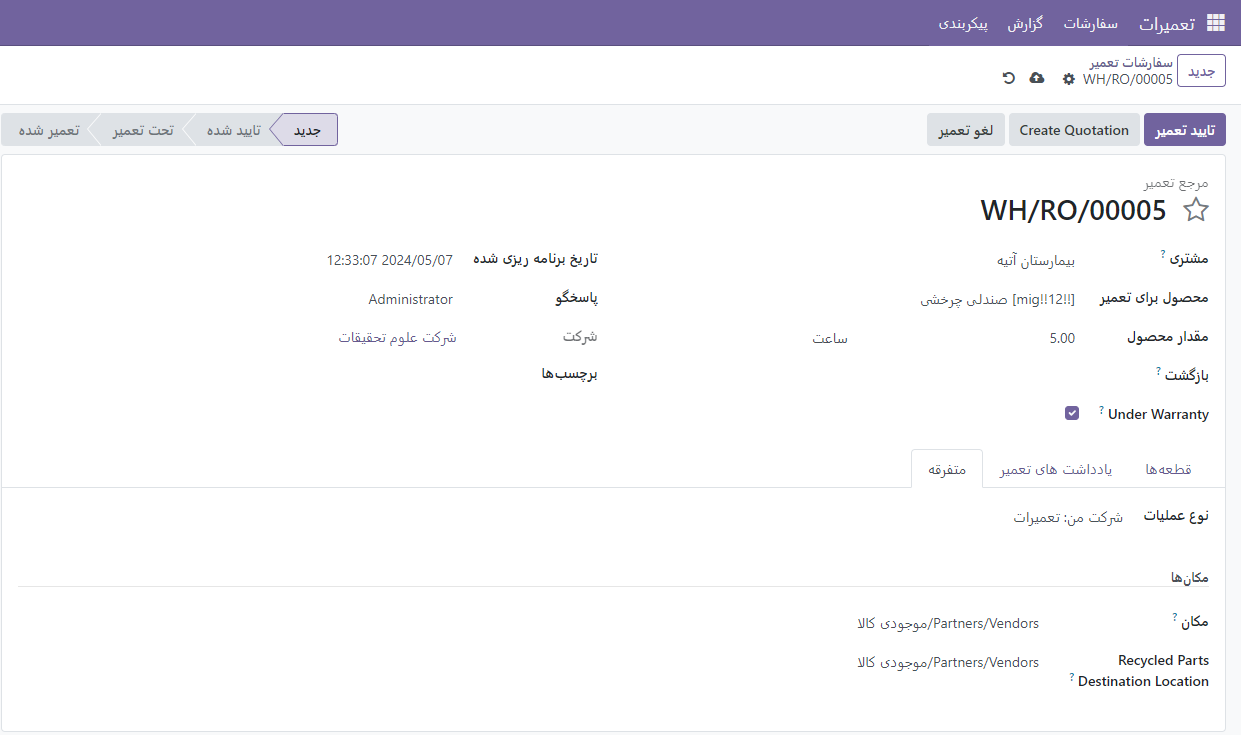 تعمیرات سفارشات گزارش پیکربندی
جدید
سفارشات تعمیر
WH/RO/00005
تایید تعمیر Create Quotation لغو تعمیر
جدید تایید شده تحت تعمیر تعمیر شده
مرجع تعمیر
WH/RO/00005
مشتری ? بیمارستان آتیه
محصول برای تعمیر [mig!!12!!] صندلی چرخشی
مقدار محصول 5.00 ساعت
بازگشت ?
Under Warranty ?
تاریخ برنامه ریزی شده 2024/05/07 12:33:07
پاسخگو Administrator
شرکت شرکت علوم تحقیقات
برچسب‌ها
قطعه‌ها یادداشت های تعمیر متفرقه
نوع عملیات شرکت من: تعمیرات
مکان‌ها
مکان ? Partners/Vendors/موجودی کالا
Recycled Parts
Destination Location ? Partners/Vendors/موجودی کالا